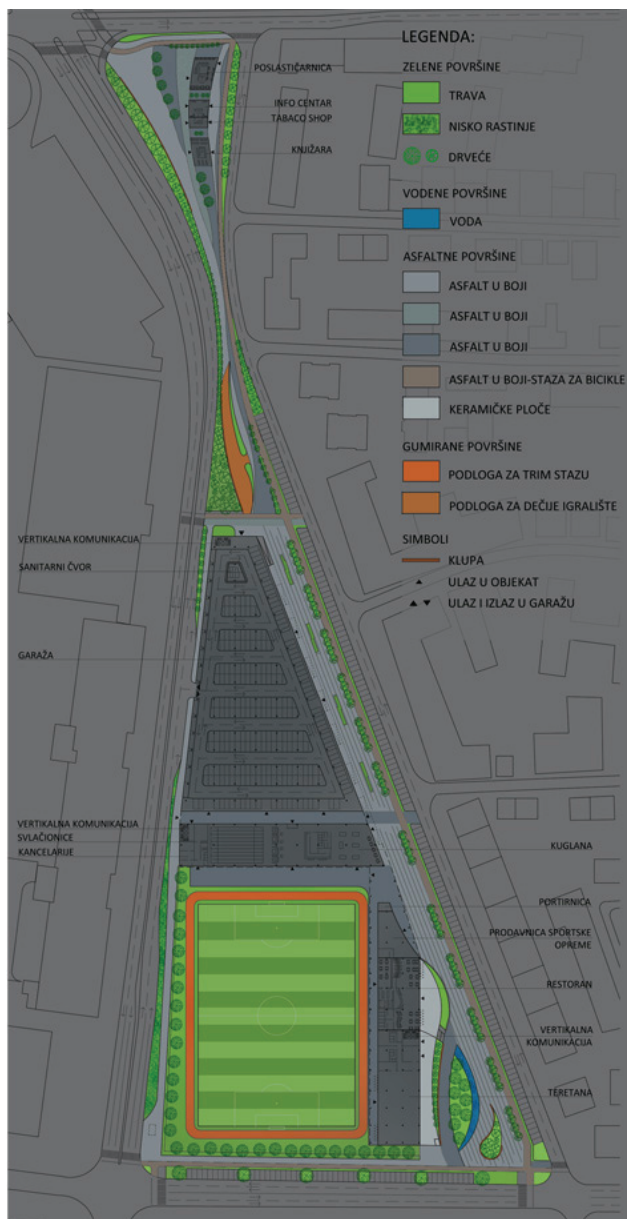 LEGENDA:
ZELENE POVRŠINE
TRAVA
NISKO RASTINJE
DRVEĆE
VODENE POVRŠINE
VODA
ASFALTNE POVRŠINE
ASFALT U BOJI
ASFALT U BOJI
ASFALT U BOJI
ASFALT U BOJI-STAZA ZA BICIKLE
KERAMIČKE PLOČE
GUMIRANE POVRŠINE
PODLOGA ZA TRIM STAZU
PODLOGA ZA DEČIJE IGRALIŠTE
SIMBOLI
KLUPA
ULAZ U OBJEKAT
ULAZ I IZLAZ U GARAŽU
POSLASTIČARNICA
INFO CENTAR
TABACO SHOP
KNJIŽARA
VERTIKALNA KOMUNIKACIJA
SANITARNI ČVOR
GARAŽA
VERTIKALNA KOMUNIKACIJA
SVLAČIONICE
KANCELARIJE
KUGLANA
PORTIRNICA
PRODAVNICA SPORTSKE
OPREME
RESTORAN
VERTIKALNA
KOMUNIKACIJA
TERETANA